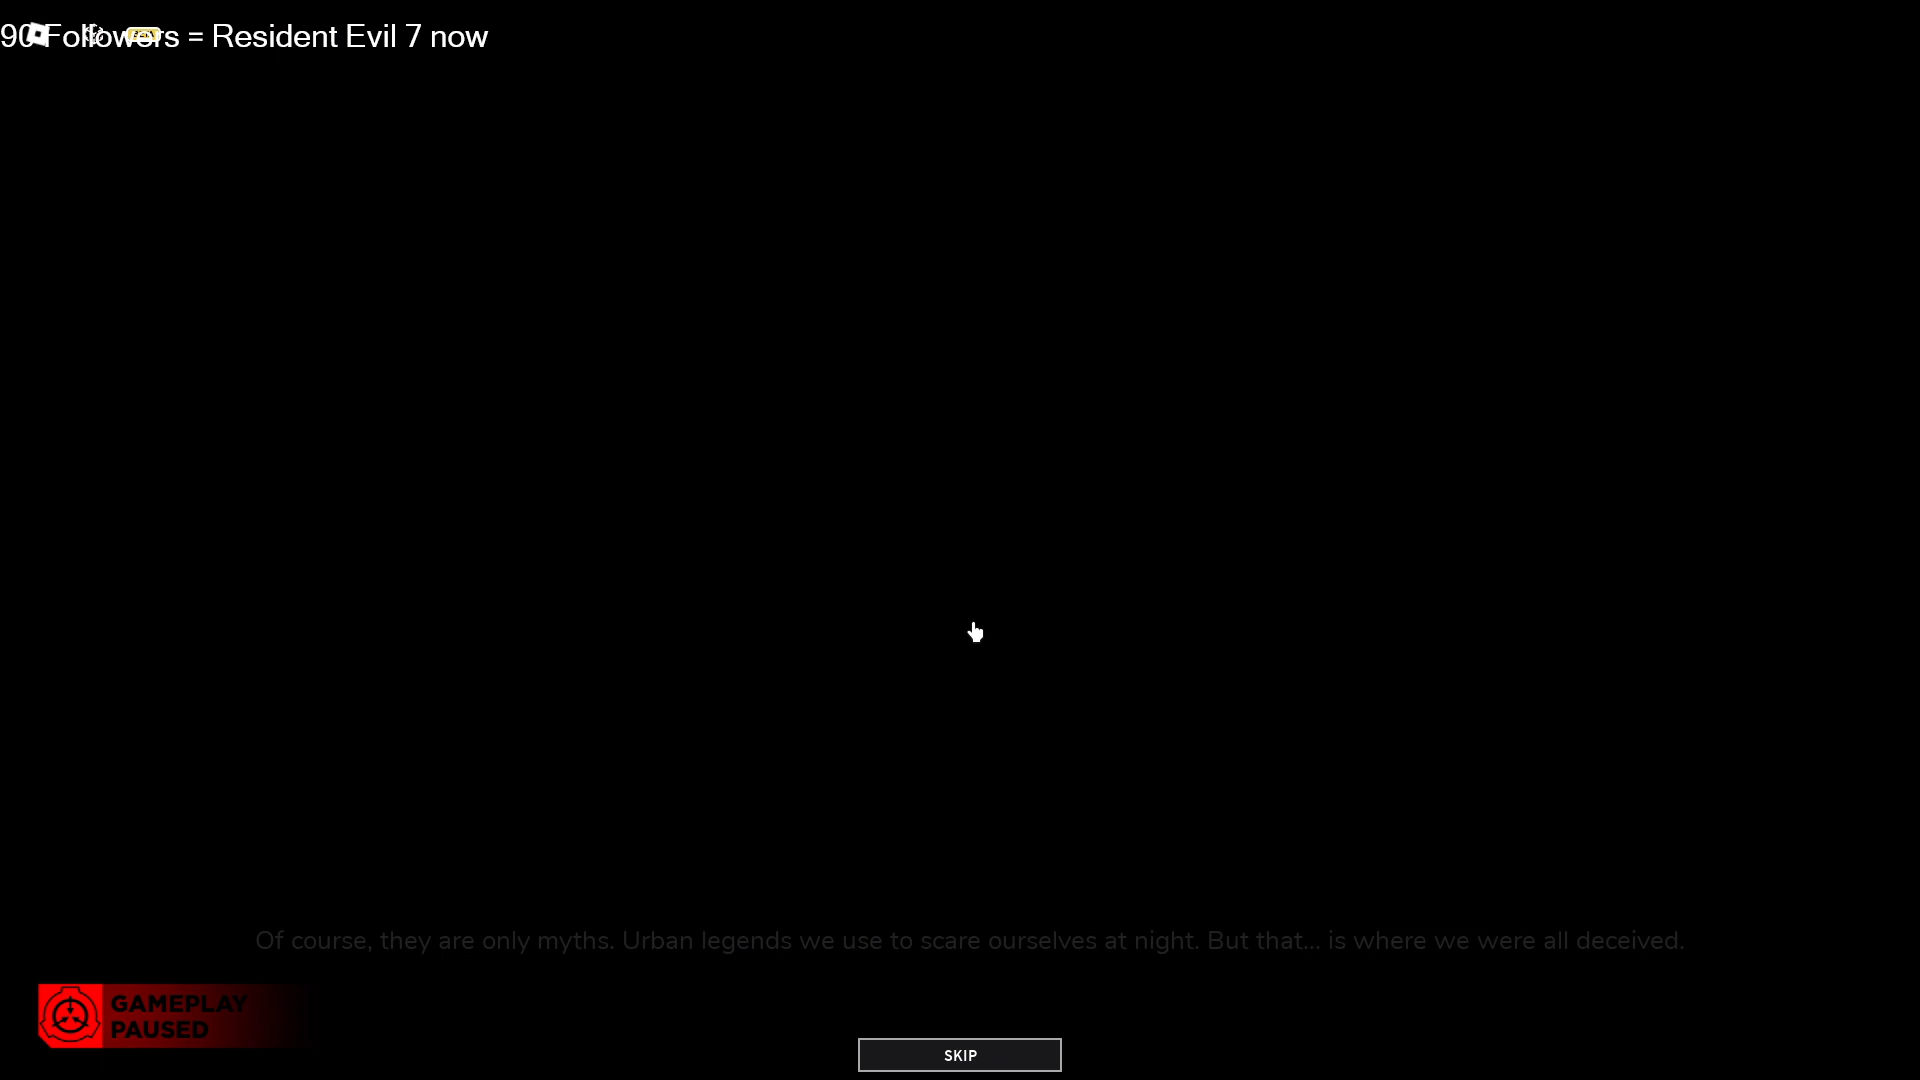 90 Followers = Resident Evil 7 now
Of course, they are only myths. Urban legends we use to scare ourselves at night. But that... is where we were all deceived.
GAMEPLAY
PAUSED
SKIP